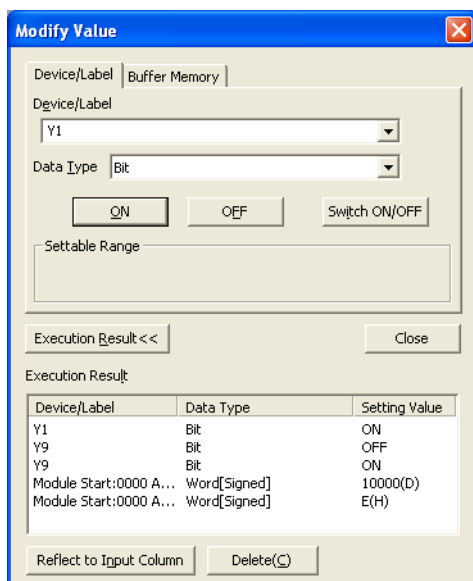 Modify Value
Device/Label Buffer Memory
Device/Label
Y1
Data Type Bit
ON OFF Switch ON/OFF
Settable Range
Execution Result<< Close
Execution Result
Device/Label Data Type Setting Value
Y1 Bit ON
Y9 Bit OFF
Y9 Bit ON
Module Start:0000 A... Word[Signed] 10000(D)
Module Start:0000 A... Word[Signed] E(H)
Reflect to Input Column Delete(C)